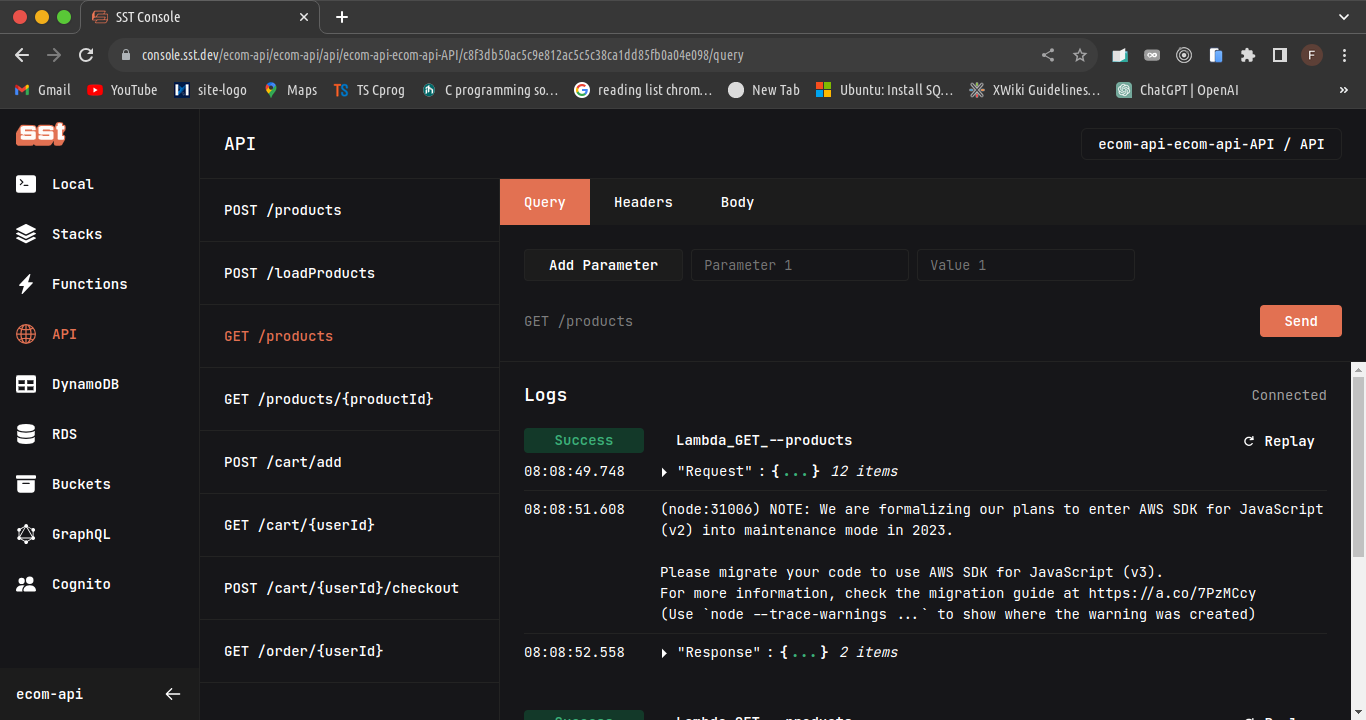 SST Console
console.sst.dev/ecom-api/ecom-api/api/ecom-api-ecom-api-API/c8f3db50ac5c9e812ac5c5c38ca1dd85fb0a04e098/query
F
Gmail YouTube site-logo Maps TS Cprog C programming so... reading list chrom... New Tab Ubuntu: Install SQ... XWiki Guidelines... ChatGPT | OpenAI »
sst
Local
Stacks
Functions
API
DynamoDB
RDS
Buckets
GraphQL
Cognito
ecom-api
API
ecom-api-ecom-api-API / API
POST /products
POST /loadProducts
GET /products
GET /products/{productId}
POST /cart/add
GET /cart/{userId}
POST /cart/{userId}/checkout
GET /order/{userId}
Query Headers Body
Add Parameter Parameter 1 Value 1
GET /products Send
Logs Connected
Success Lambda_GET_--products Replay
08:08:49.748 "Request" : {...} 12 items
08:08:51.608 (node:31006) NOTE: We are formalizing our plans to enter AWS SDK for JavaScript
(v2) into maintenance mode in 2023.
Please migrate your code to use AWS SDK for JavaScript (v3).
For more information, check the migration guide at https://a.co/7PzMCcy
(Use `node --trace-warnings ...` to show where the warning was created)
08:08:52.558 "Response" : {...} 2 items
Success Lambda_GET_--products Replay